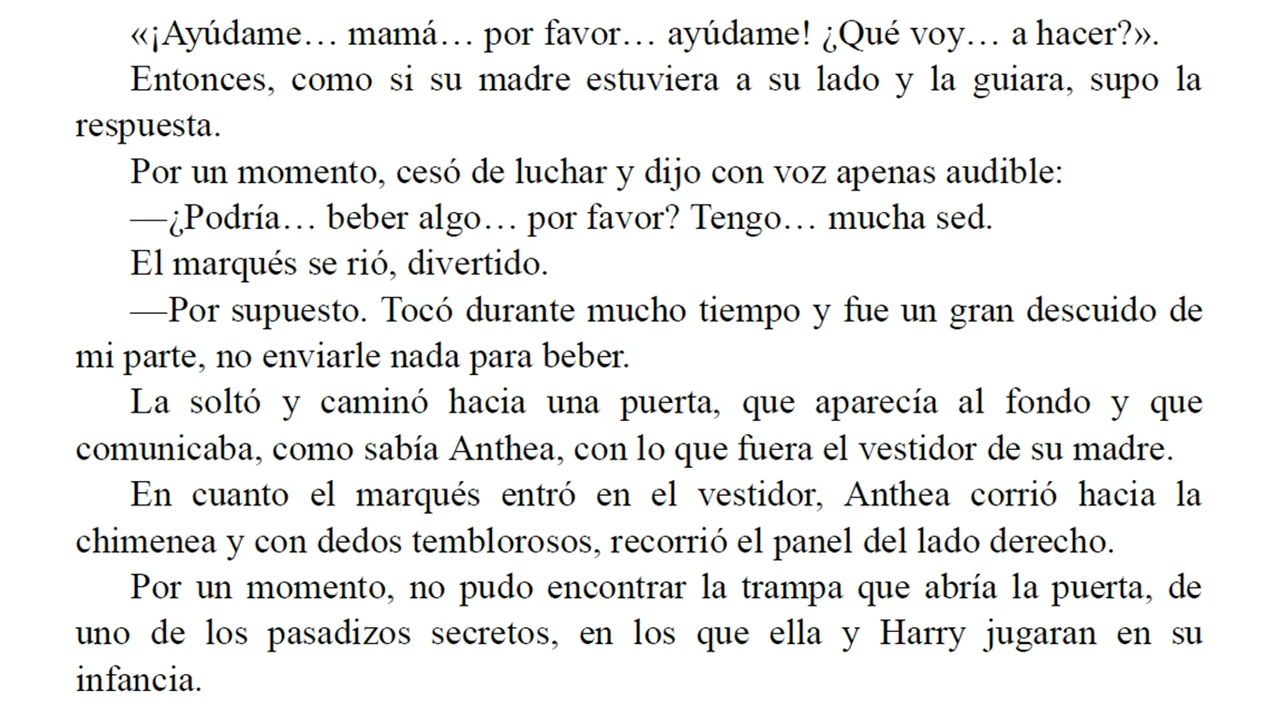 «¡Ayúdame… mamá… por favor… ayúdame! ¿Qué voy… a hacer?».
Entonces, como si su madre estuviera a su lado y la guiara, supo la
respuesta.
Por un momento, cesó de luchar y dijo con voz apenas audible:
—¿Podría… beber algo… por favor? Tengo… mucha sed.
El marqués se rió, divertido.
—Por supuesto. Tocó durante mucho tiempo y fue un gran descuido de
mi parte, no enviarle nada para beber.
La soltó y caminó hacia una puerta, que aparecía al fondo y que
comunicaba, como sabía Anthea, con lo que fuera el vestidor de su madre.
En cuanto el marqués entró en el vestidor, Anthea corrió hacia la
chimenea y con dedos temblorosos, recorrió el panel del lado derecho.
Por un momento, no pudo encontrar la trampa que abría la puerta, de
uno de los pasadizos secretos, en los que ella y Harry jugaran en su
infancia.